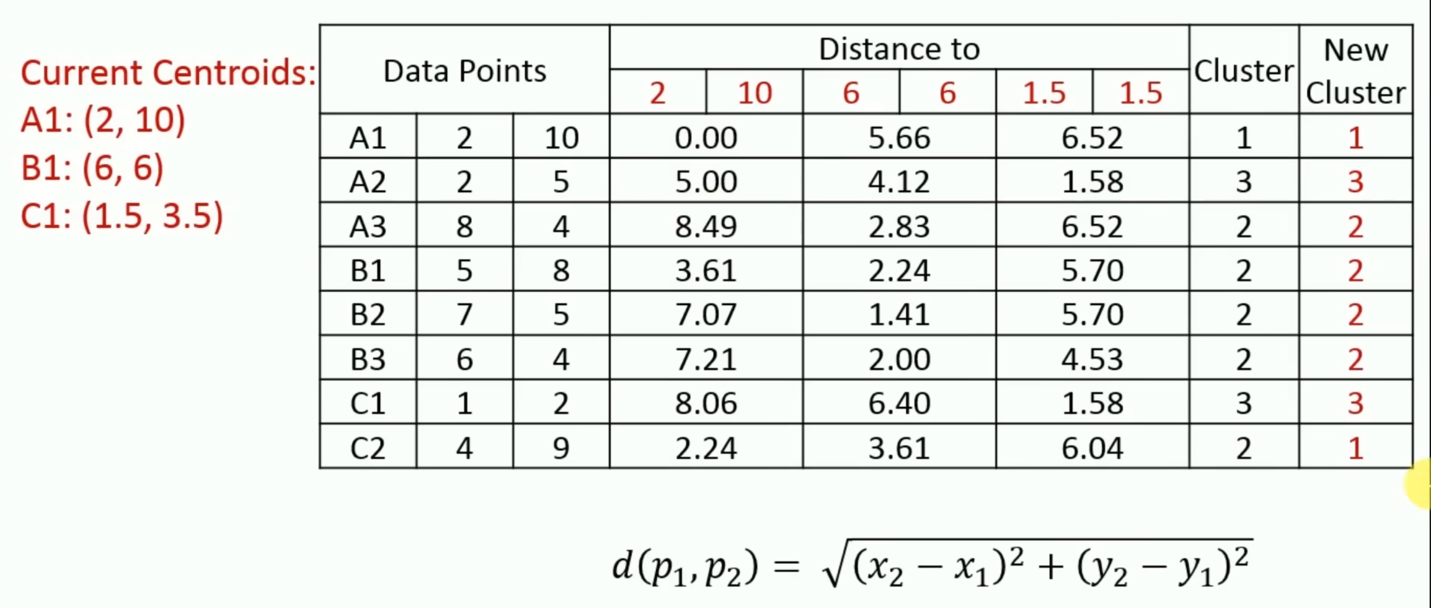 Current Centroids:
A1: (2, 10)
B1: (6, 6)
C1: (1.5, 3.5)
Data Points Distance to Cluster New Cluster
2 10 6 6 1.5 1.5
A1 2 10 0.00 5.66 6.52 1 1
A2 2 5 5.00 4.12 1.58 3 3
A3 8 4 8.49 2.83 6.52 2 2
B1 5 8 3.61 2.24 5.70 2 2
B2 7 5 7.07 1.41 5.70 2 2
B3 6 4 7.21 2.00 4.53 2 2
C1 1 2 8.06 6.40 1.58 3 3
C2 4 9 2.24 3.61 6.04 2 1
d(p₁, p₂) = √(x₂ − x₁)² + (y₂ − y₁)²